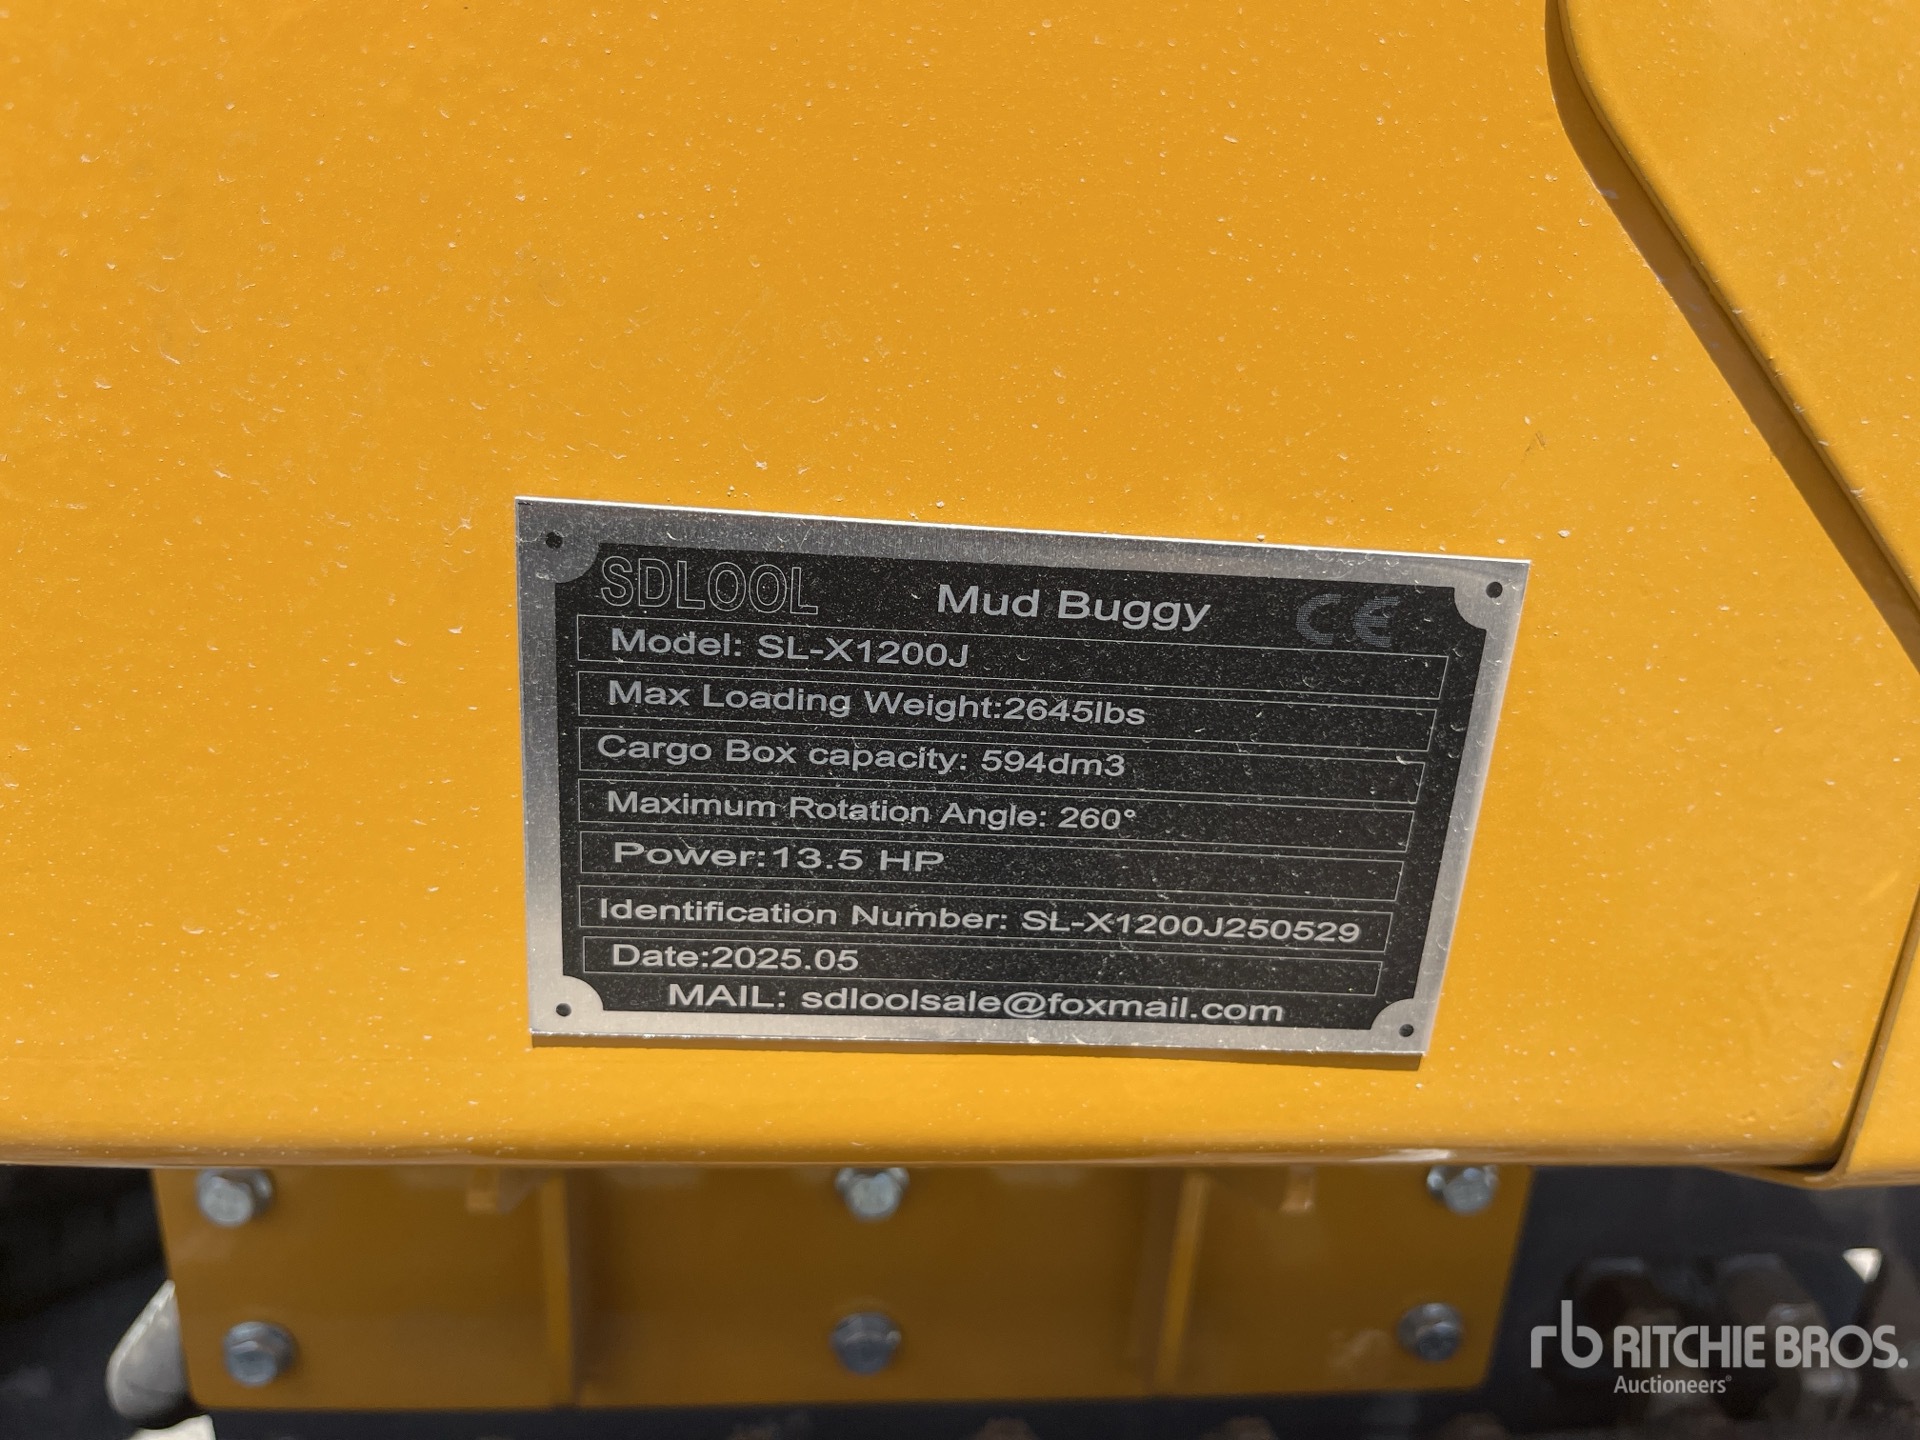 SDLOOL Mud Buggy CE
Model: SL-X1200J
Max Loading Weight:2645lbs
Cargo Box capacity: 594dm3
Maximum Rotation Angle: 260°
Power:13.5 HP
Identification Number: SL-X1200J250529
Date:2025.05
MAIL: sdloolsale@foxmail.com
rb RITCHIE BROS.
Auctioneers®